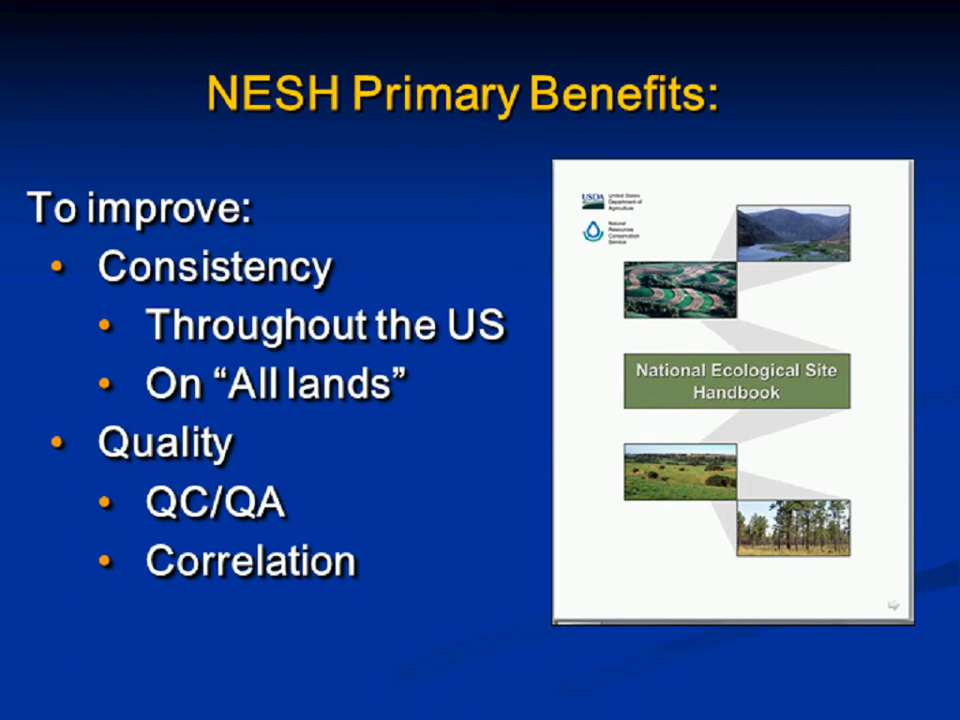 NESH Primary Benefits:
To improve:
• Consistency
• Throughout the US
• On “All lands”
• Quality
• QC/QA
• Correlation
USDA
United States
Department of
Agriculture
Natural
Resources
Conservation
Service
National Ecological Site
Handbook